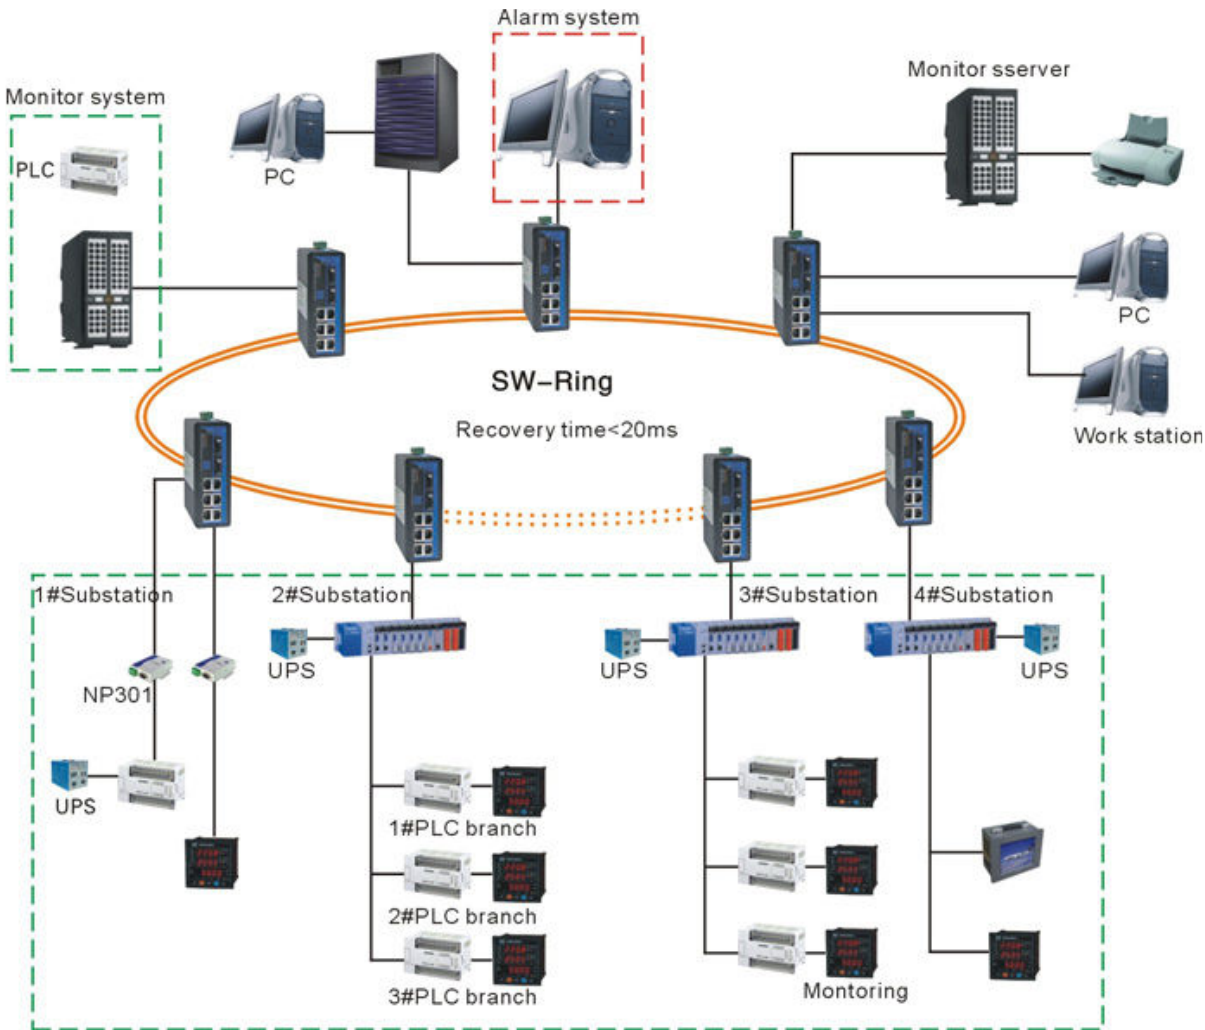 Alarm system
Monitor sserver
Monitor system
PLC
PC
PC
SW-Ring
Recovery time<20ms
Work station
1#Substation
2#Substation
3#Substation
4#Substation
UPS
UPS
UPS
NP301
UPS
1#PLC branch
2#PLC branch
3#PLC branch
Montoring